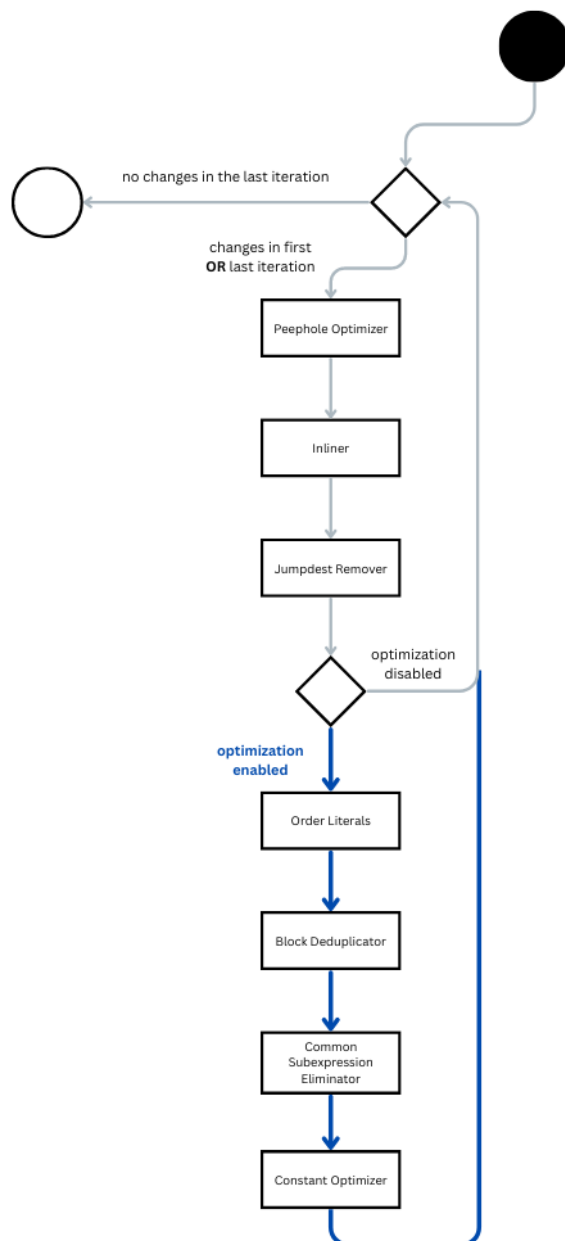 no changes in the last iteration
changes in first
OR last iteration
Peephole Optimizer
Inliner
Jumpdest Remover
optimization
disabled
optimization
enabled
Order Literals
Block Deduplicator
Common
Subexpression
Eliminator
Constant Optimizer